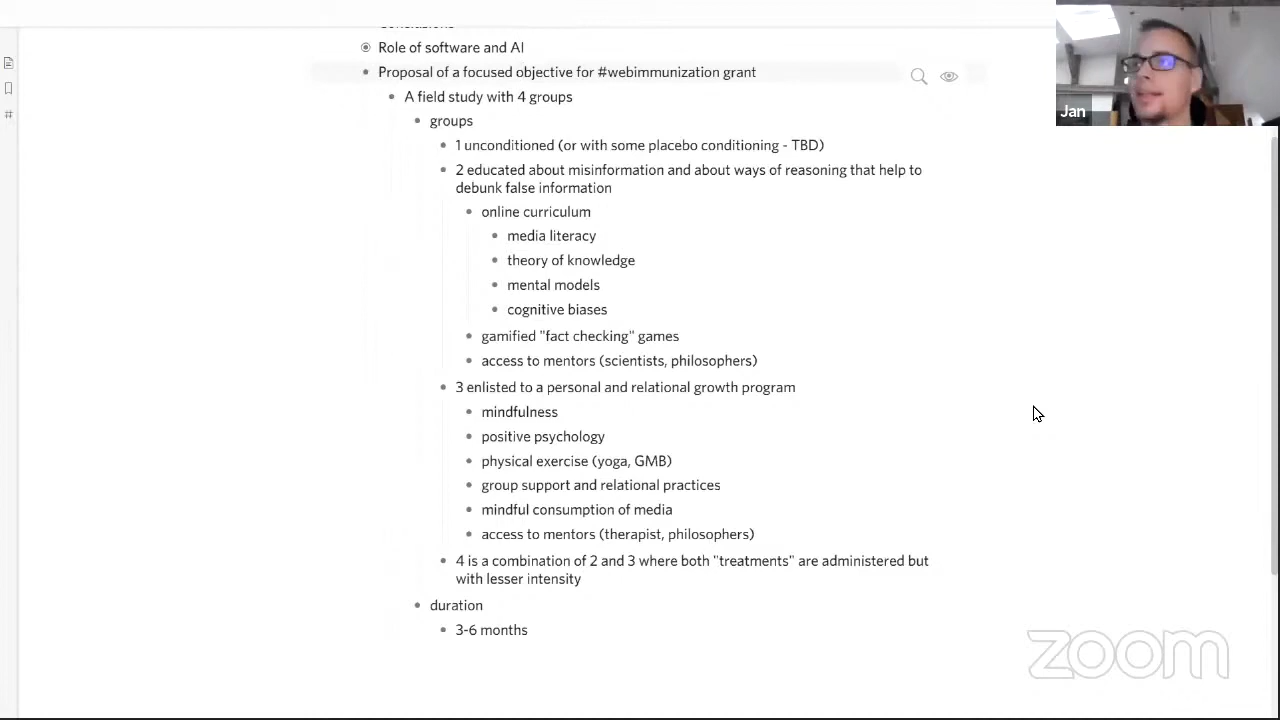 Role of software and AI
Proposal of a focused objective for #webimmunization grant
A field study with 4 groups
groups
1 unconditioned (or with some placebo conditioning - TBD)
2 educated about misinformation and about ways of reasoning that help to
debunk false information
online curriculum
media literacy
theory of knowledge
mental models
cognitive biases
gamified "fact checking" games
access to mentors (scientists, philosophers)
3 enlisted to a personal and relational growth program
mindfulness
positive psychology
physical exercise (yoga, GMB)
group support and relational practices
mindful consumption of media
access to mentors (therapist, philosophers)
4 is a combination of 2 and 3 where both "treatments" are administered but
with lesser intensity
duration
3-6 months
Jan
zoom